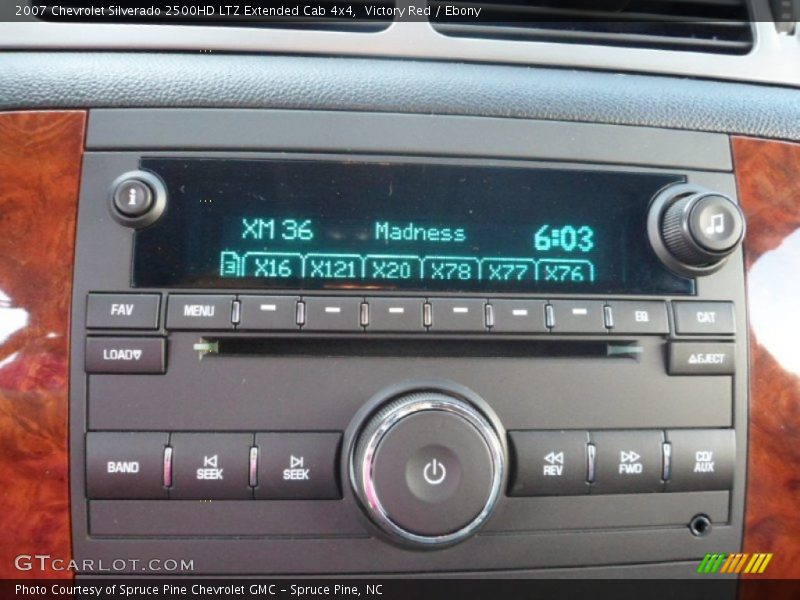 2007 Chevrolet Silverado 2500HD LTZ Extended Cab 4x4, Victory Red / Ebony
i
XM 36 Madness 6:03
3 X16 X121 X20 X78 X77 X76
FAV MENU EQ CAT
LOAD EJECT
BAND SEEK SEEK REV FWD CD/AUX
GTCARLOT.COM
Photo Courtesy of Spruce Pine Chevrolet GMC – Spruce Pine, NC